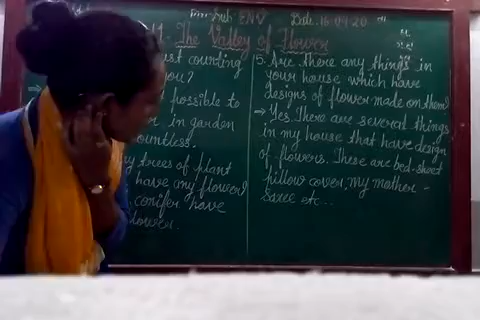 Sub ENV Date. 16.09.20
The Valley of Flower
ust counding
you?
possible to
in garden
ountless.
trees of plant
have any flower?
conifer have
flower.
5. Are there any things in
your house which have
designs of flower made on them?
→ Yes. There are several things
in my house that have design
of flowers. These are bed-sheet
pillow cover, my mother -
Saree etc...